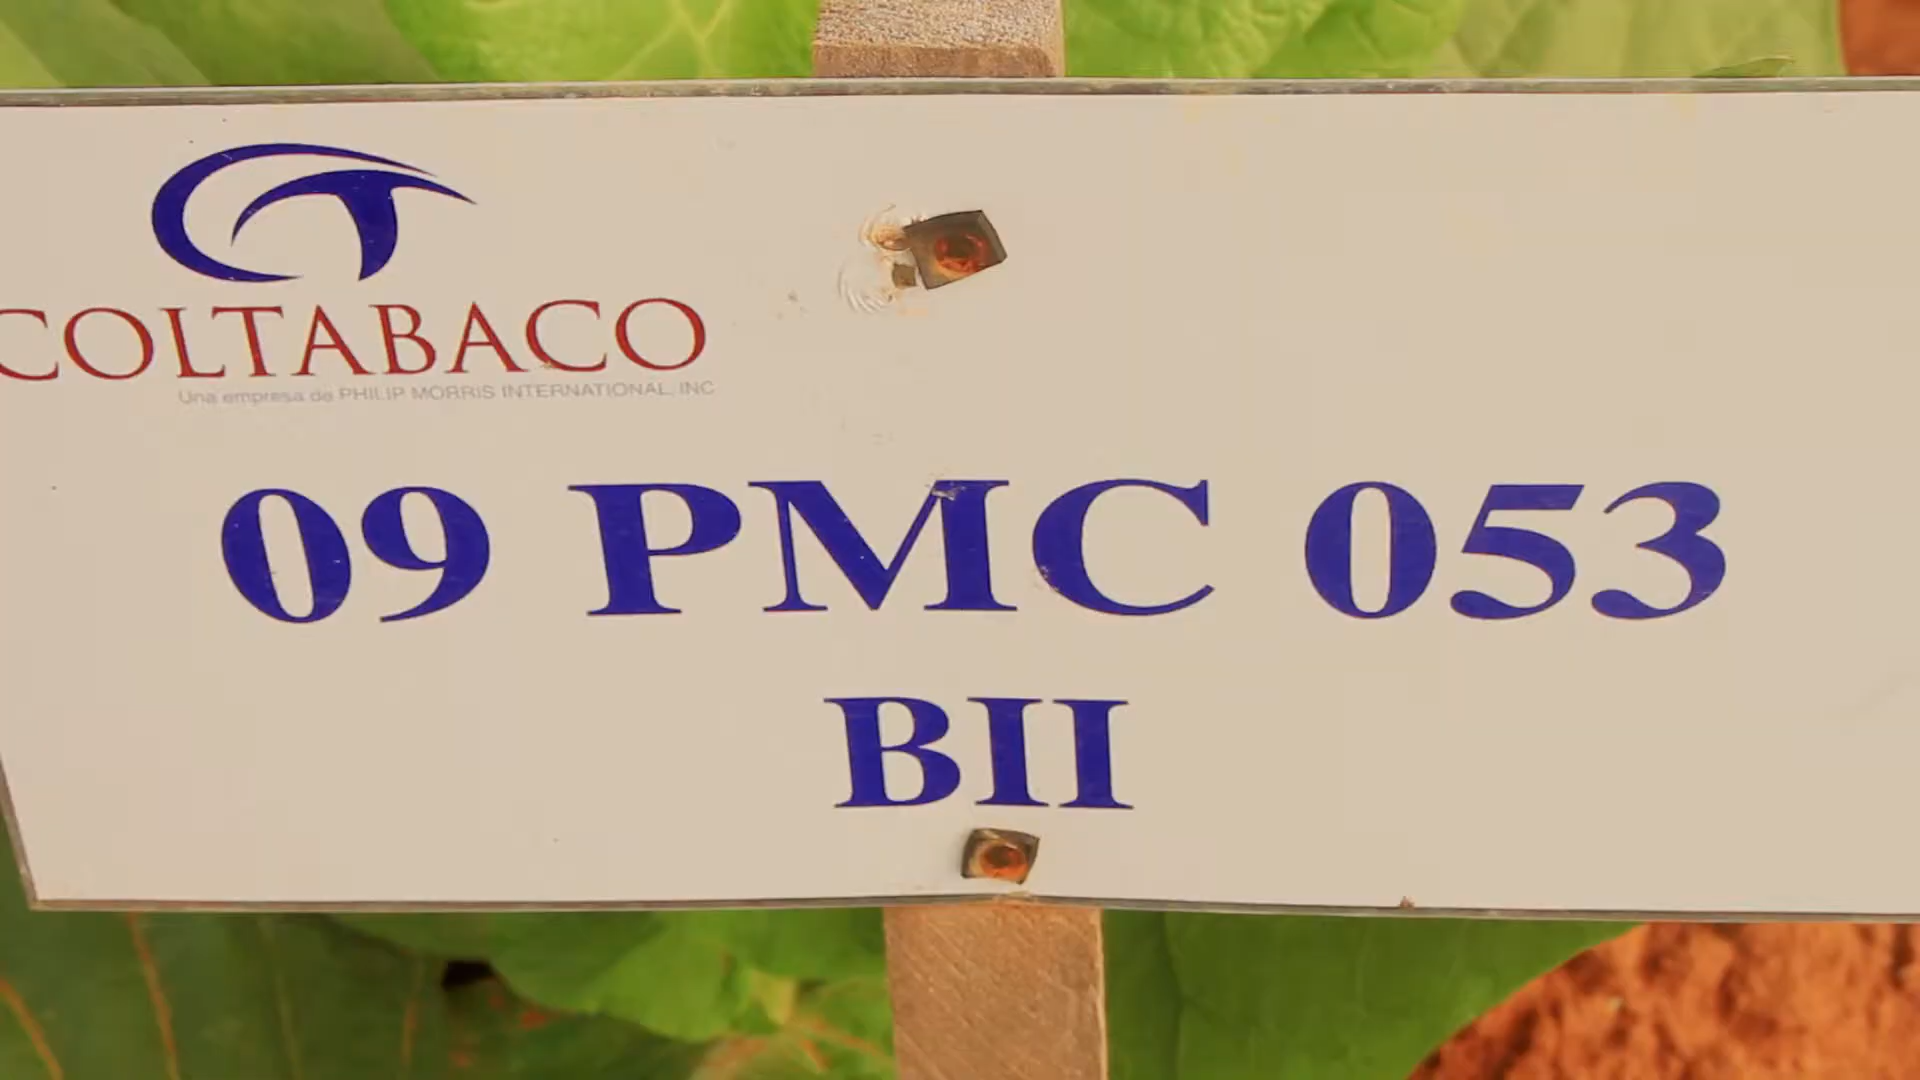 COLTABACO
Una empresa de PHILIP MORRIS INTERNATIONAL, INC
09 PMC 053
BII